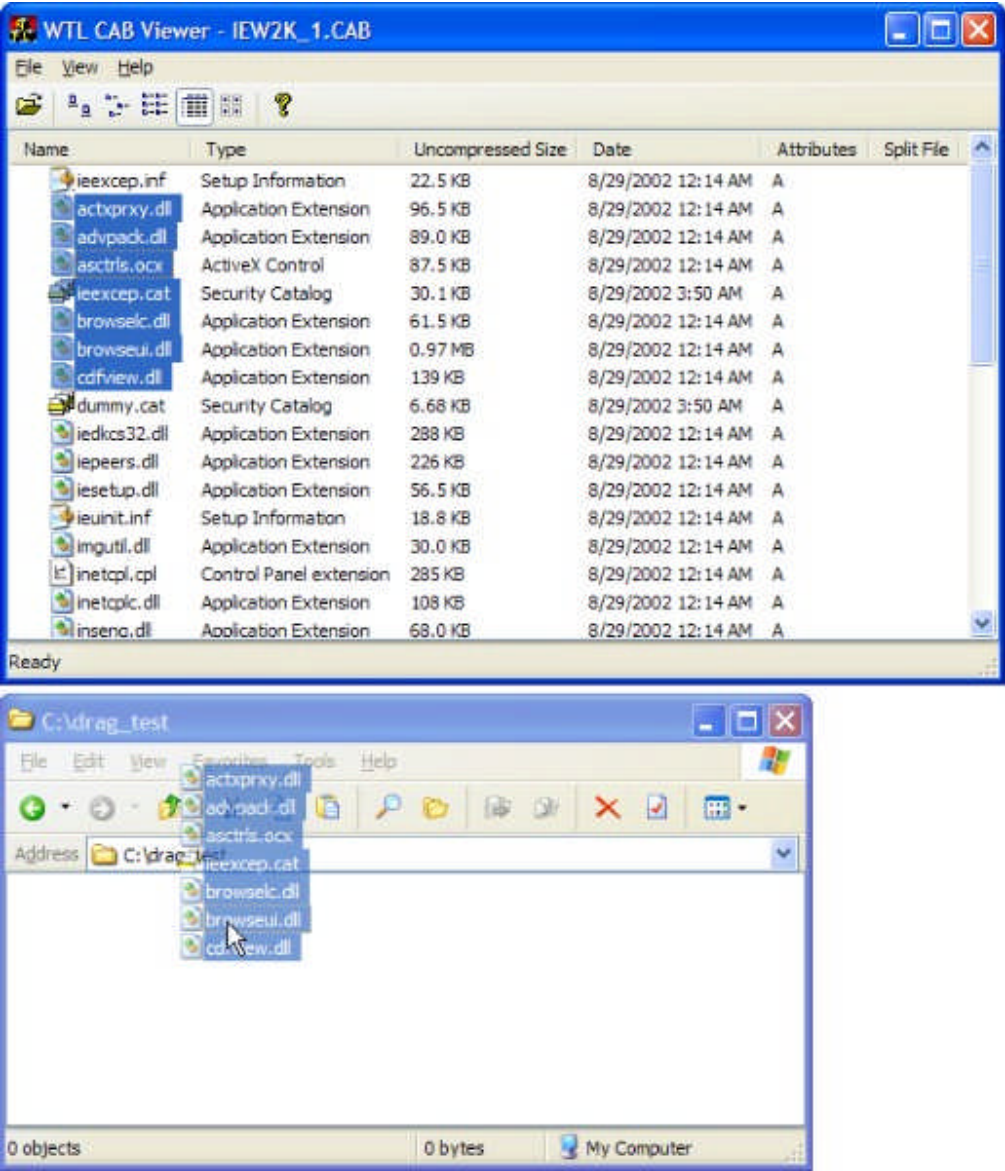 WTL CAB Viewer - IEW2K_1.CAB
File View Help
Name Type Uncompressed Size Date Attributes Split File
ieexcep.inf Setup Information 22.5 KB 8/29/2002 12:14 AM A
actxprxy.dll Application Extension 96.5 KB 8/29/2002 12:14 AM A
advpack.dll Application Extension 89.0 KB 8/29/2002 12:14 AM A
asctrls.ocx ActiveX Control 87.5 KB 8/29/2002 12:14 AM A
ieexcep.cat Security Catalog 30.1 KB 8/29/2002 3:50 AM A
browselc.dll Application Extension 61.5 KB 8/29/2002 12:14 AM A
browseui.dll Application Extension 0.97 MB 8/29/2002 12:14 AM A
cdfview.dll Application Extension 139 KB 8/29/2002 12:14 AM A
dummy.cat Security Catalog 6.68 KB 8/29/2002 3:50 AM A
iedkcs32.dll Application Extension 288 KB 8/29/2002 12:14 AM A
iepeers.dll Application Extension 226 KB 8/29/2002 12:14 AM A
iesetup.dll Application Extension 56.5 KB 8/29/2002 12:14 AM A
ieuinit.inf Setup Information 18.8 KB 8/29/2002 12:14 AM A
imgutil.dll Application Extension 30.0 KB 8/29/2002 12:14 AM A
inetcpl.cpl Control Panel extension 285 KB 8/29/2002 12:14 AM A
inetcplc.dll Application Extension 108 KB 8/29/2002 12:14 AM A
inseng.dll Application Extension 68.0 KB 8/29/2002 12:14 AM A
Ready
C:\drag_test
File Edit View Favorites Tools Help
actxprxy.dll
advpack.dll
asctrls.ocx
Address C:\drag_test
ieexcep.cat
browselc.dll
browseui.dll
cdfview.dll
0 objects 0 bytes My Computer